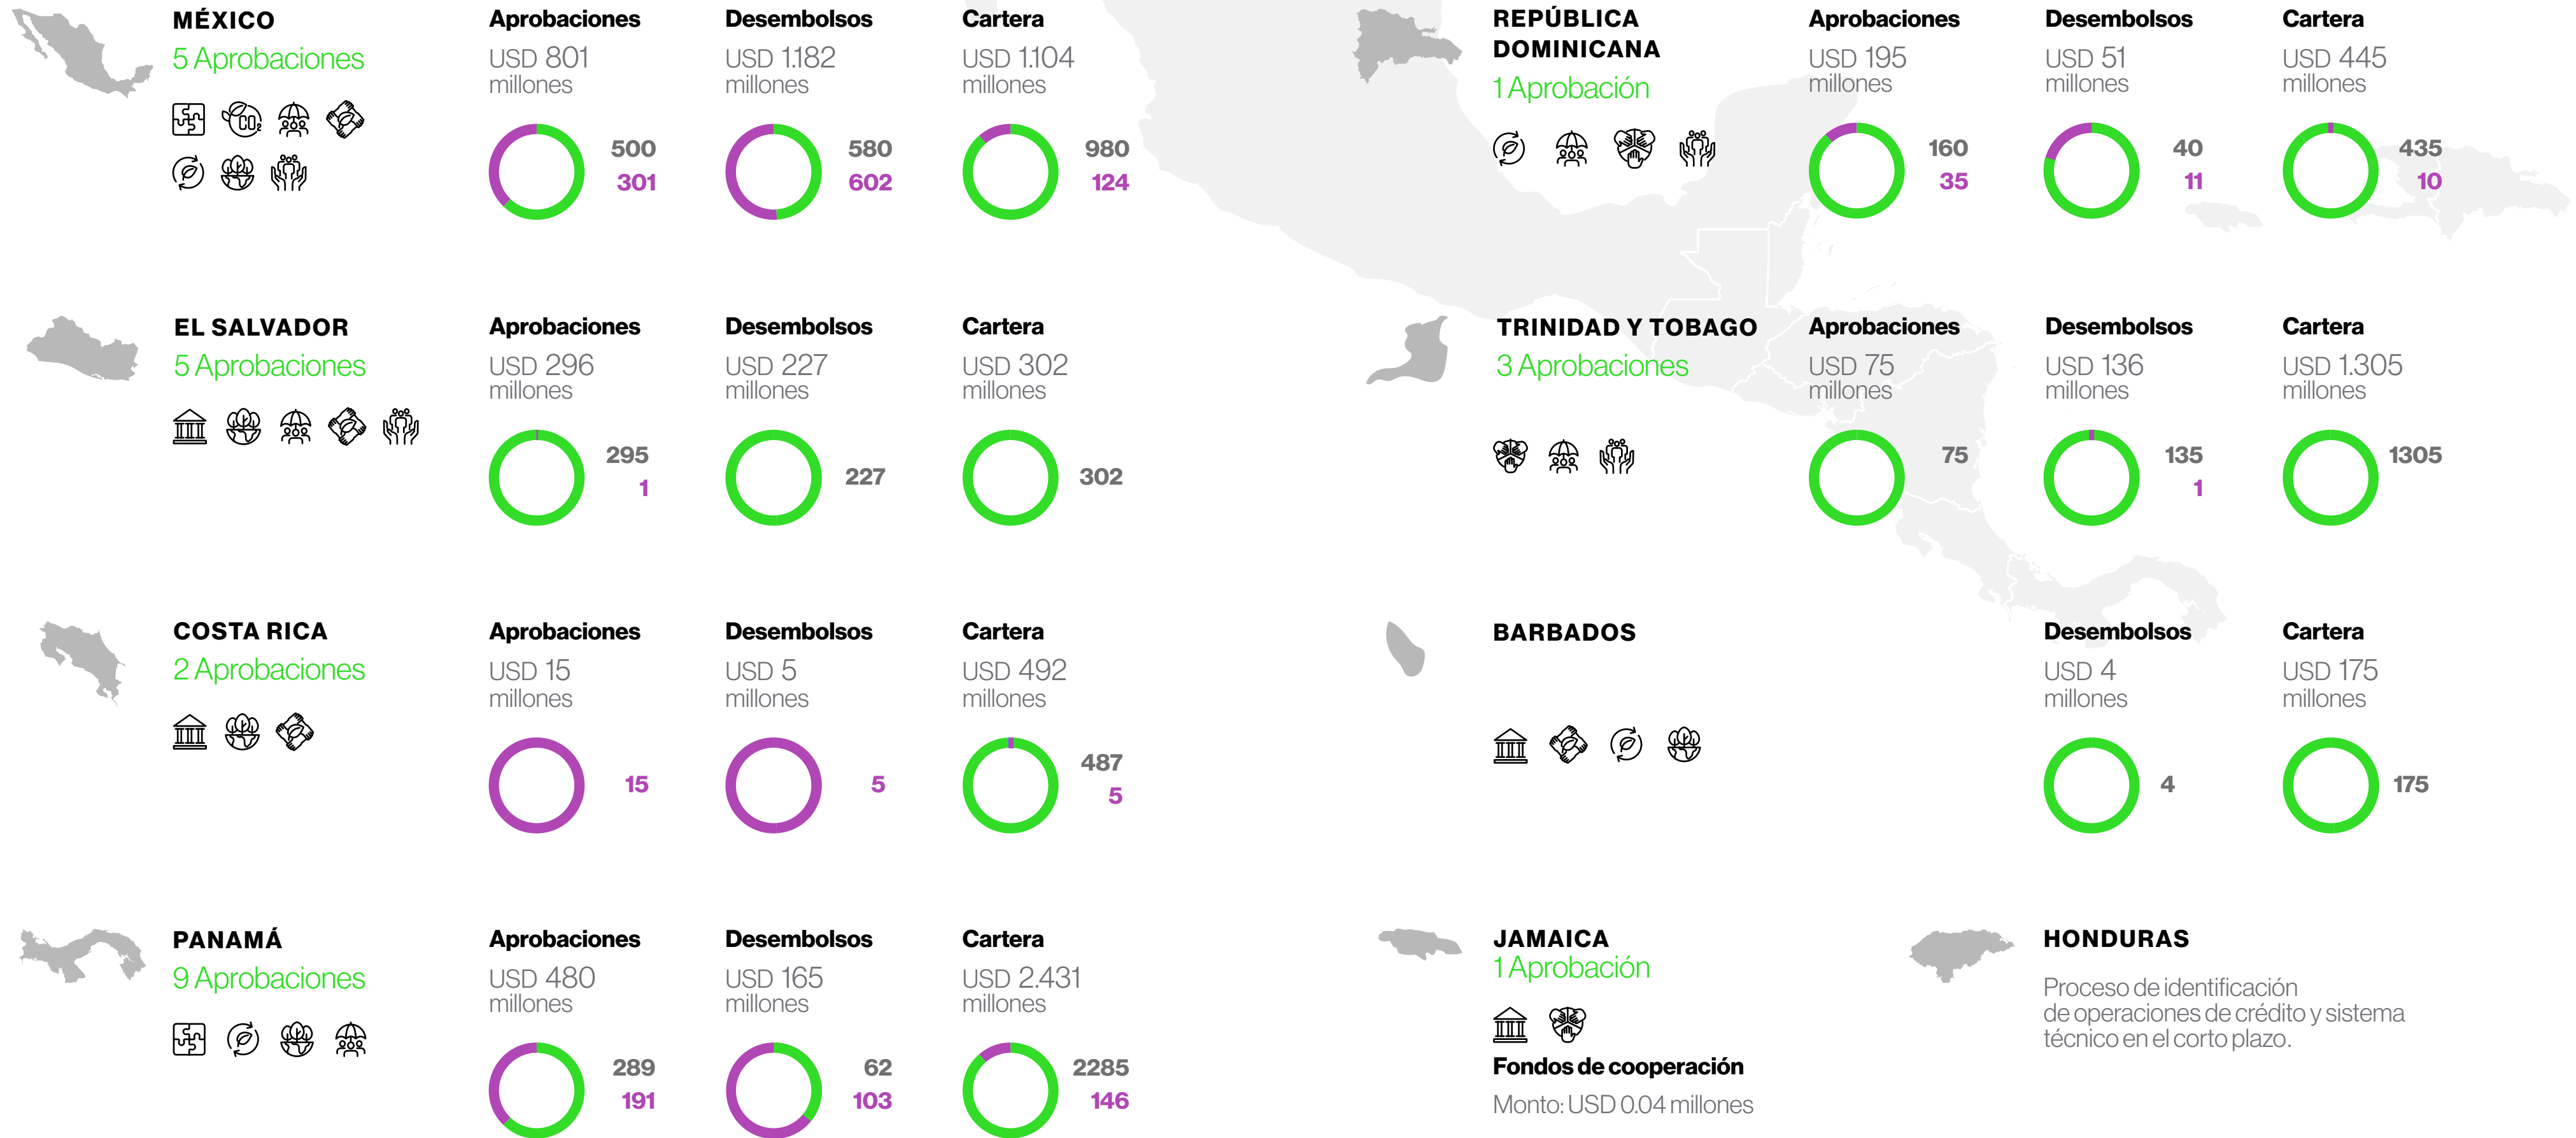 MÉXICO
5 Aprobaciones
CO₂
Aprobaciones
USD 801
millones
500
301
Desembolsos
USD 1.182
millones
580
602
Cartera
USD 1.104
millones
980
124
EL SALVADOR
5 Aprobaciones
Aprobaciones
USD 296
millones
295
1
Desembolsos
USD 227
millones
227
Cartera
USD 302
millones
302
COSTA RICA
2 Aprobaciones
Aprobaciones
USD 15
millones
15
Desembolsos
USD 5
millones
5
Cartera
USD 492
millones
487
5
PANAMÁ
9 Aprobaciones
Aprobaciones
USD 480
millones
289
191
Desembolsos
USD 165
millones
62
103
Cartera
USD 2.431
millones
2285
146
REPÚBLICA
DOMINICANA
1 Aprobación
Aprobaciones
USD 195
millones
160
35
Desembolsos
USD 51
millones
40
11
Cartera
USD 445
millones
435
10
TRINIDAD Y TOBAGO
3 Aprobaciones
Aprobaciones
USD 75
millones
75
Desembolsos
USD 136
millones
135
1
Cartera
USD 1.305
millones
1305
BARBADOS
Desembolsos
USD 4
millones
4
Cartera
USD 175
millones
175
JAMAICA
1 Aprobación
Fondos de cooperación
Monto: USD 0.04 millones
HONDURAS
Proceso de identificación
de operaciones de crédito y sistema
técnico en el corto plazo.